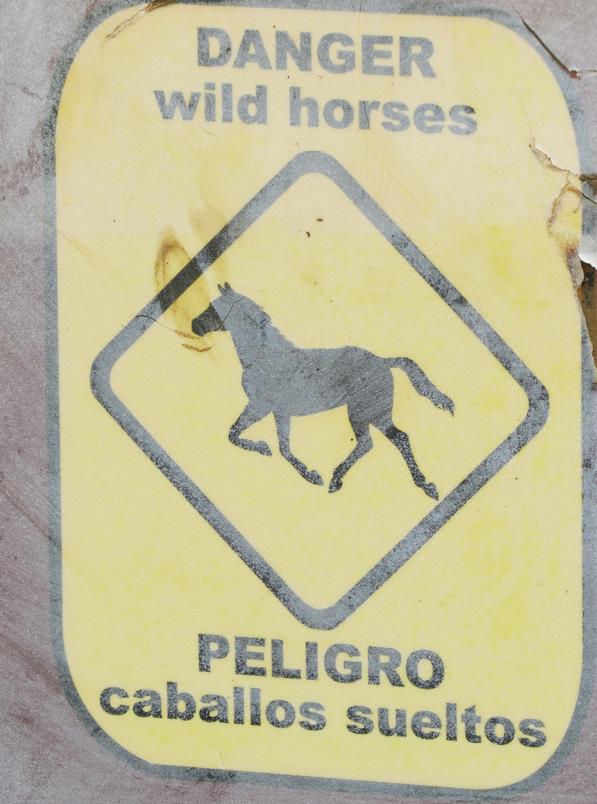 DANGER
wild horses
PELIGRO
caballos sueltos